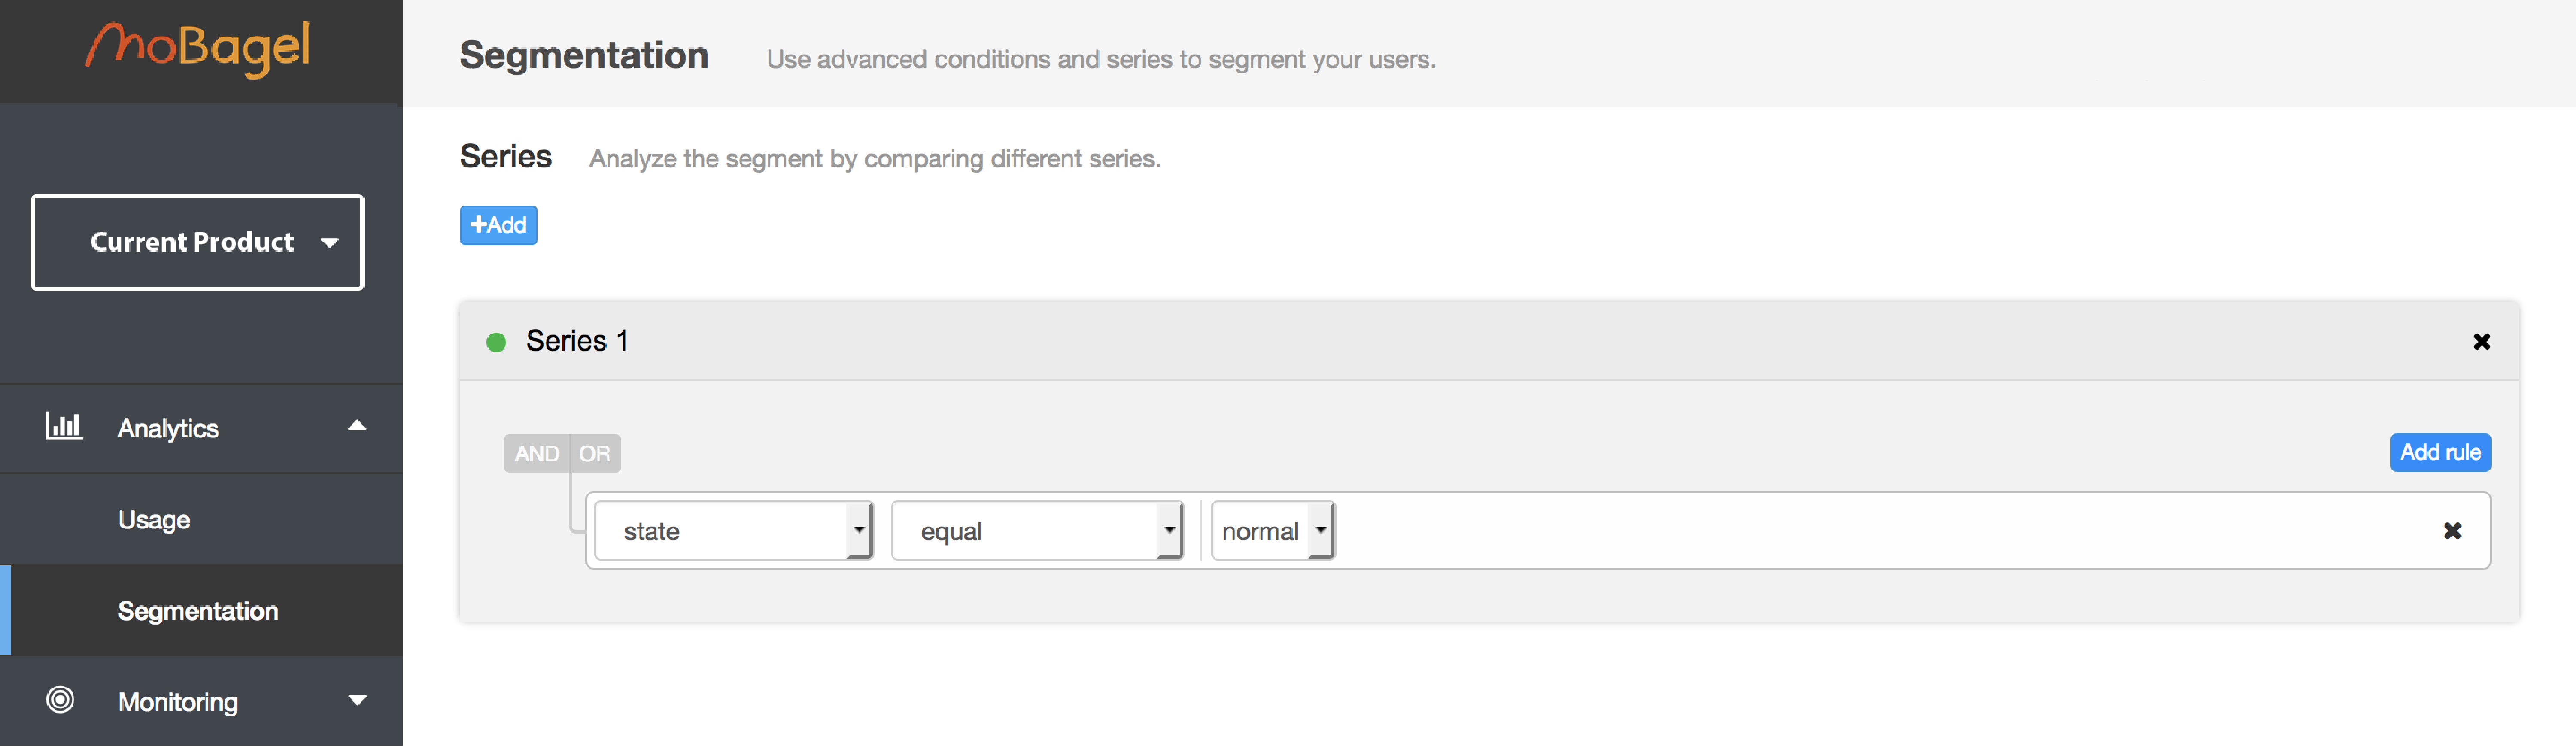 MoBagel
Segmentation Use advanced conditions and series to segment your users.
Series Analyze the segment by comparing different series.
+Add
Current Product
Series 1
Analytics
AND OR
Add rule
Usage
state equal normal
Segmentation
Monitoring